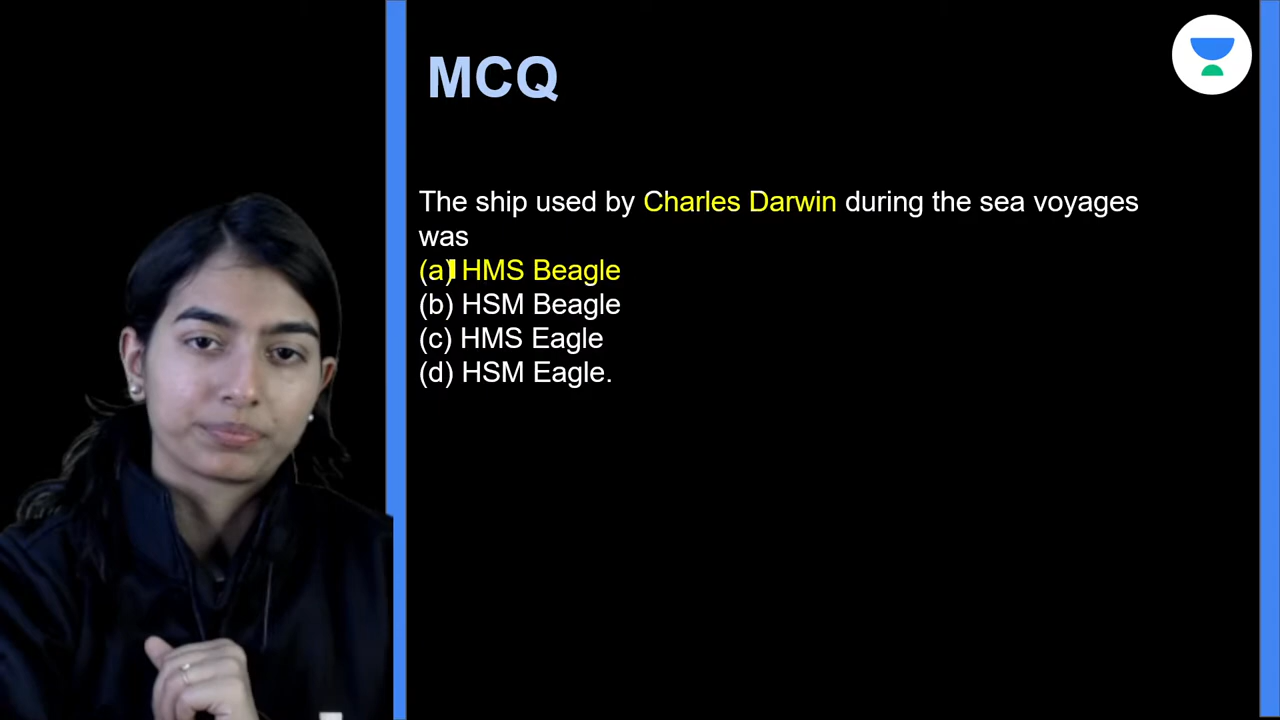 MCQ
The ship used by Charles Darwin during the sea voyages
was
(a) HMS Beagle
(b) HSM Beagle
(c) HMS Eagle
(d) HSM Eagle.